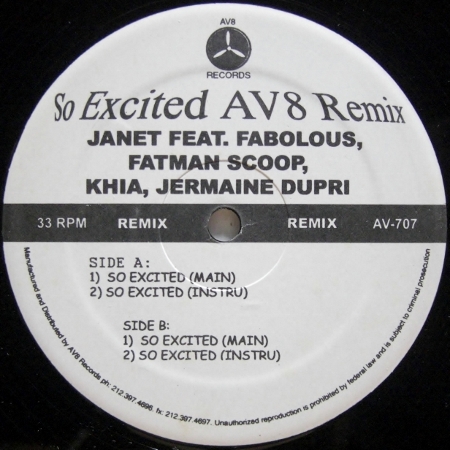 AV8
RECORDS
So Excited AV8 Remix
JANET FEAT. FABOLOUS,
FATMAN SCOOP,
KHIA, JERMAINE DUPRI
33 RPM REMIX REMIX AV-707
SIDE A:
1) SO EXCITED (MAIN)
2) SO EXCITED (INSTRU)
SIDE B:
1) SO EXCITED (MAIN)
2) SO EXCITED (INSTRU)
Manufactured and Distributed by AV8 Records ph: 212.397.4696. fx: 212.397.4697. Unauthorized reproduction is prohibited by federal law and is subject to criminal prosecution